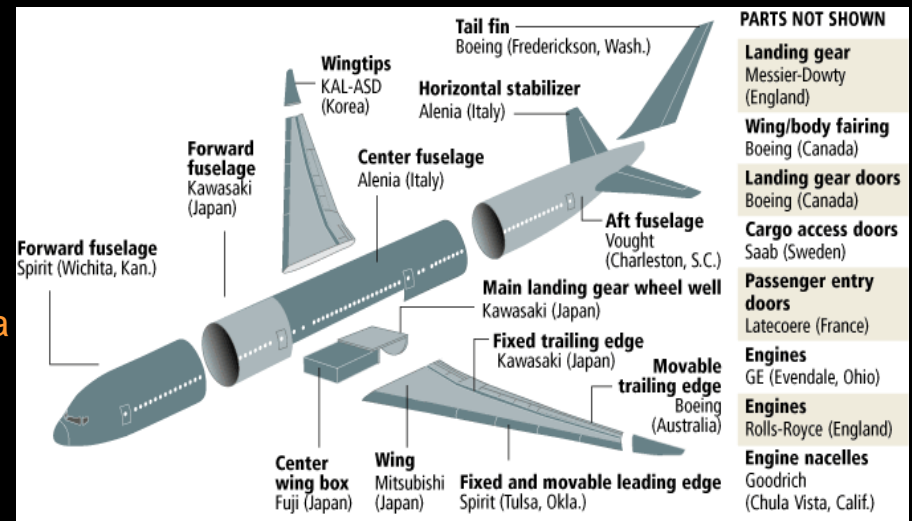 Tail fin
Boeing (Frederickson, Wash.)
Wingtips
KAL-ASD
(Korea)
Horizontal stabilizer
Alenia (Italy)
Forward
fuselage
Kawasaki
(Japan)
Center fuselage
Alenia (Italy)
Forward fuselage
Spirit (Wichita, Kan.)
Aft fuselage
Vought
(Charleston, S.C.)
Main landing gear wheel well
Kawasaki (Japan)
Fixed trailing edge
Kawasaki (Japan)
Movable
trailing edge
Boeing
(Australia)
Center
wing box
Fuji (Japan)
Wing
Mitsubishi
(Japan)
Fixed and movable leading edge
Spirit (Tulsa, Okla.)
a
PARTS NOT SHOWN
Landing gear
Messier-Dowty
(England)
Wing/body fairing
Boeing (Canada)
Landing gear doors
Boeing (Canada)
Cargo access doors
Saab (Sweden)
Passenger entry
doors
Latecoere (France)
Engines
GE (Evendale, Ohio)
Engines
Rolls-Royce (England)
Engine nacelles
Goodrich
(Chula Vista, Calif.)